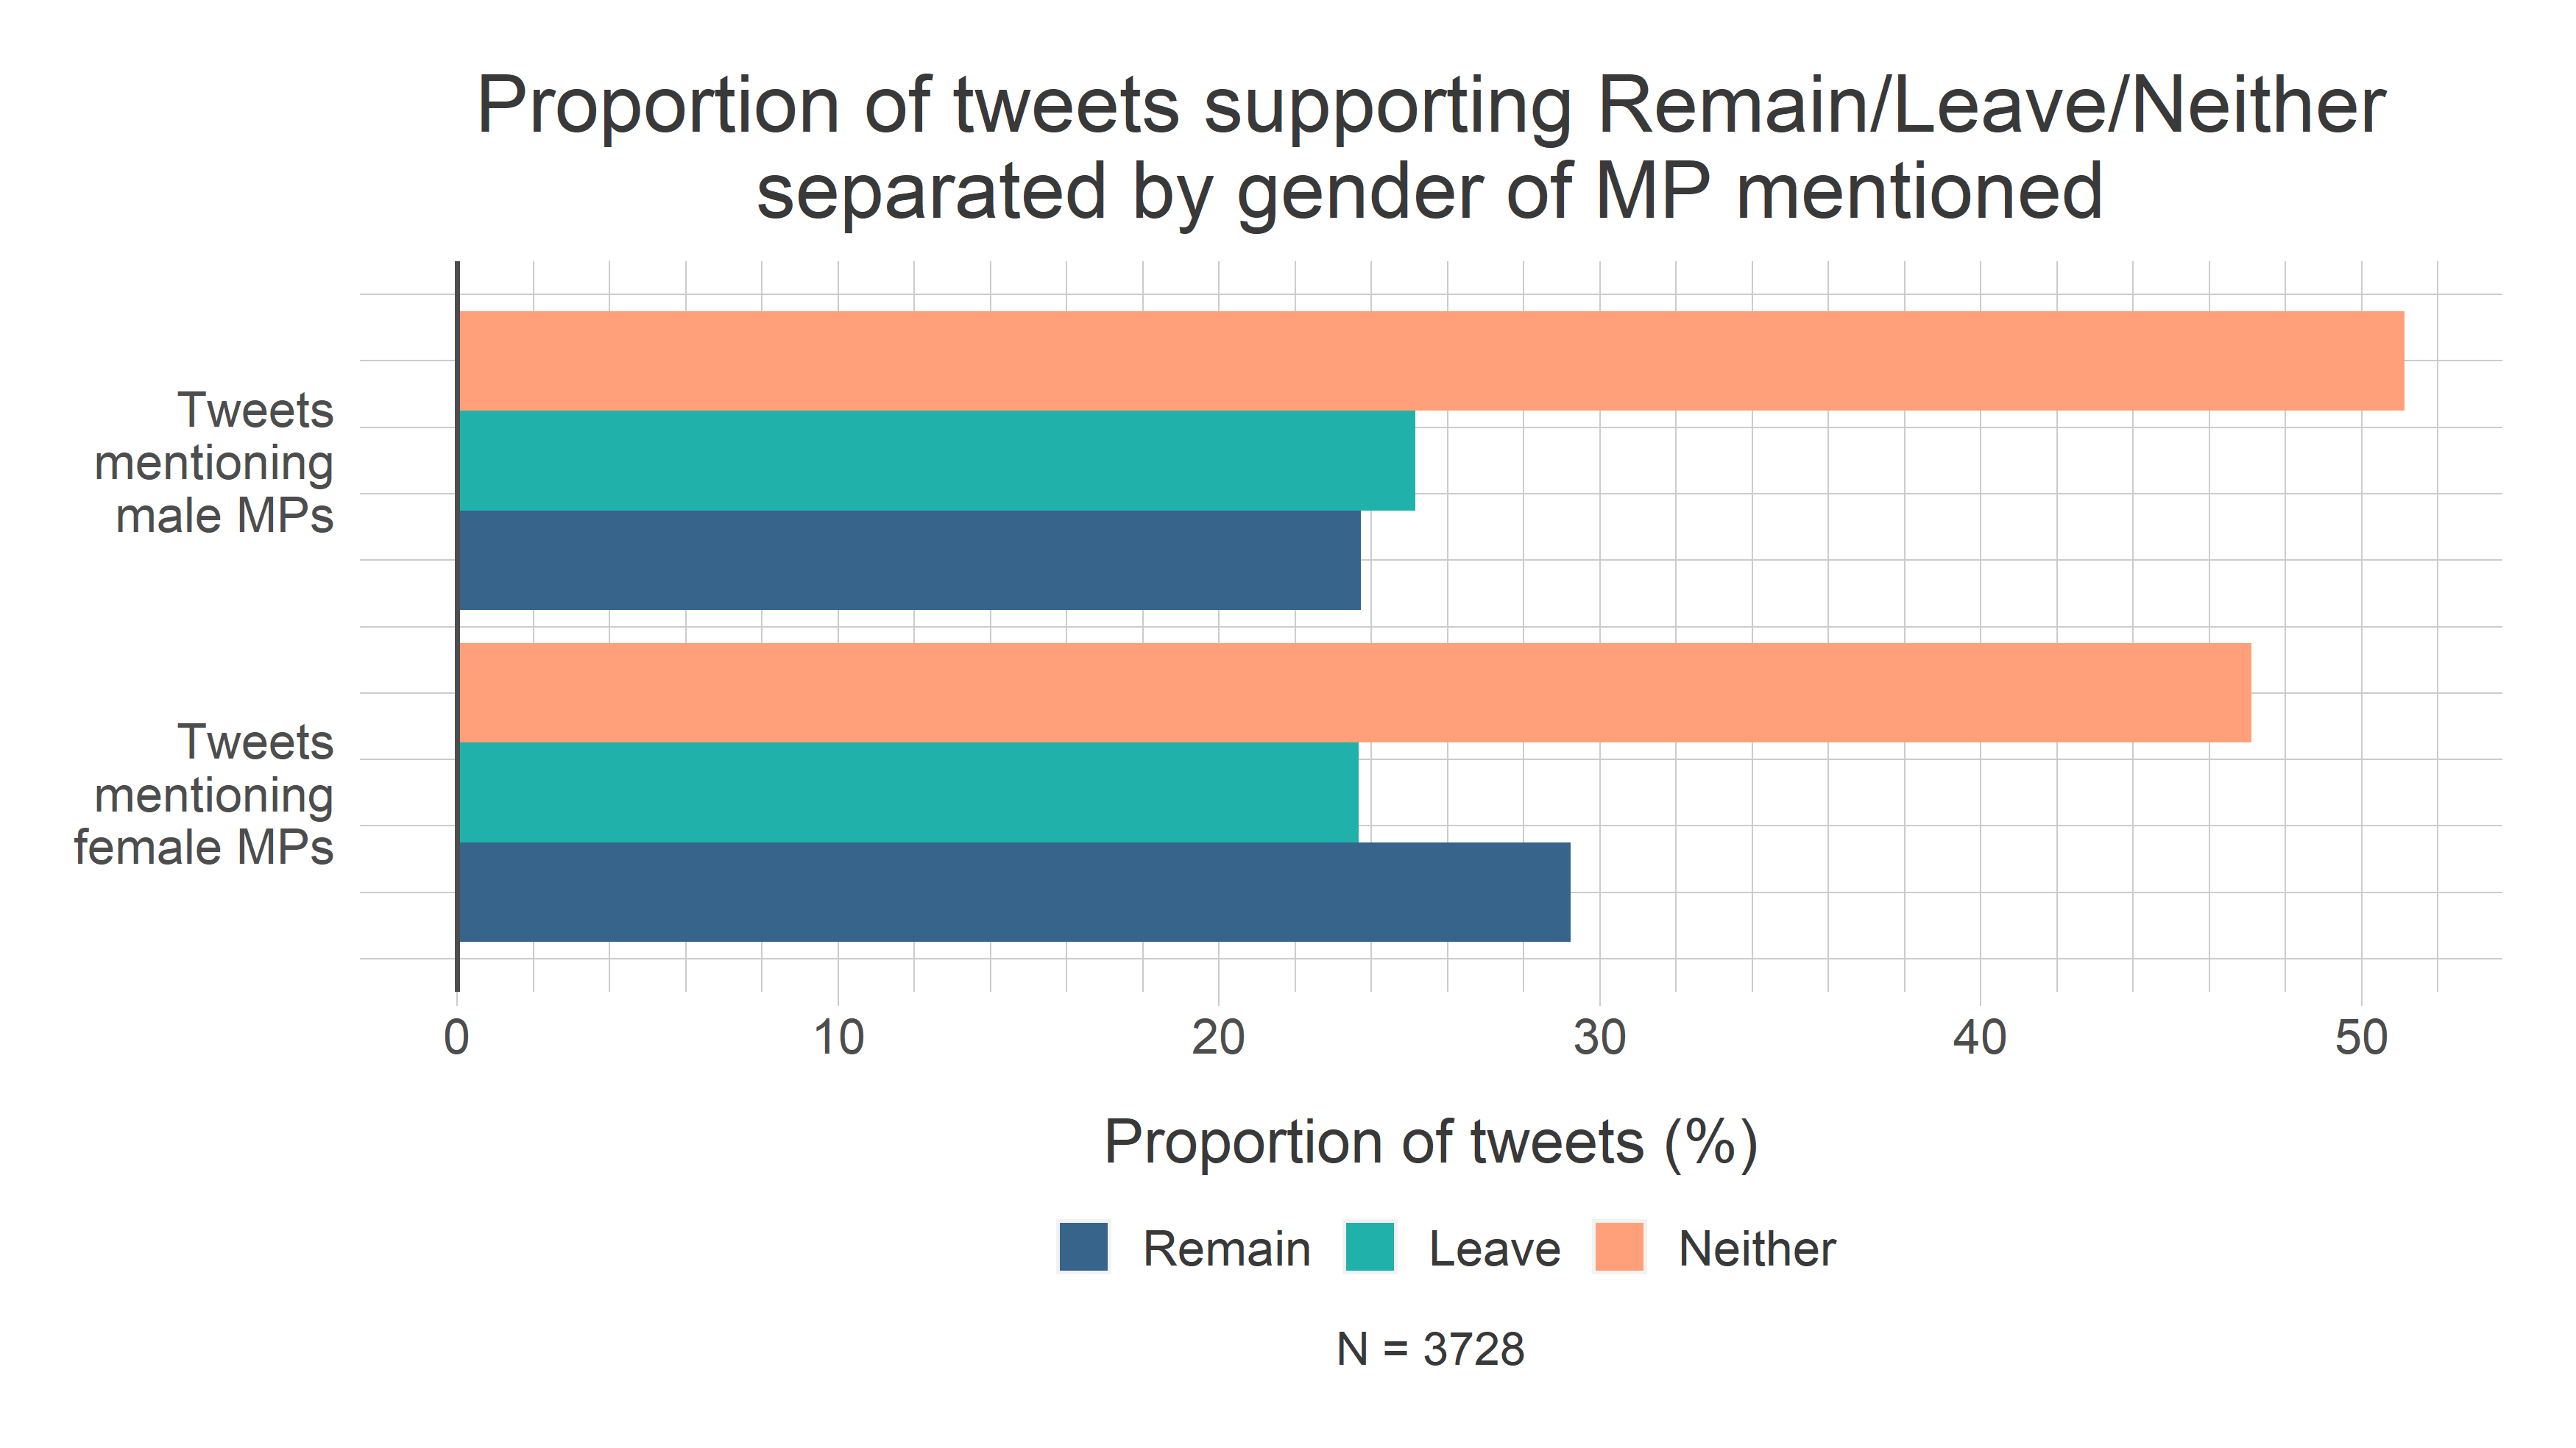 Proportion of tweets supporting Remain/Leave/Neither
separated by gender of MP mentioned
Tweets
mentioning
male MPs
Tweets
mentioning
female MPs
0 10 20 30 40 50
Proportion of tweets (%)
Remain Leave Neither
N = 3728